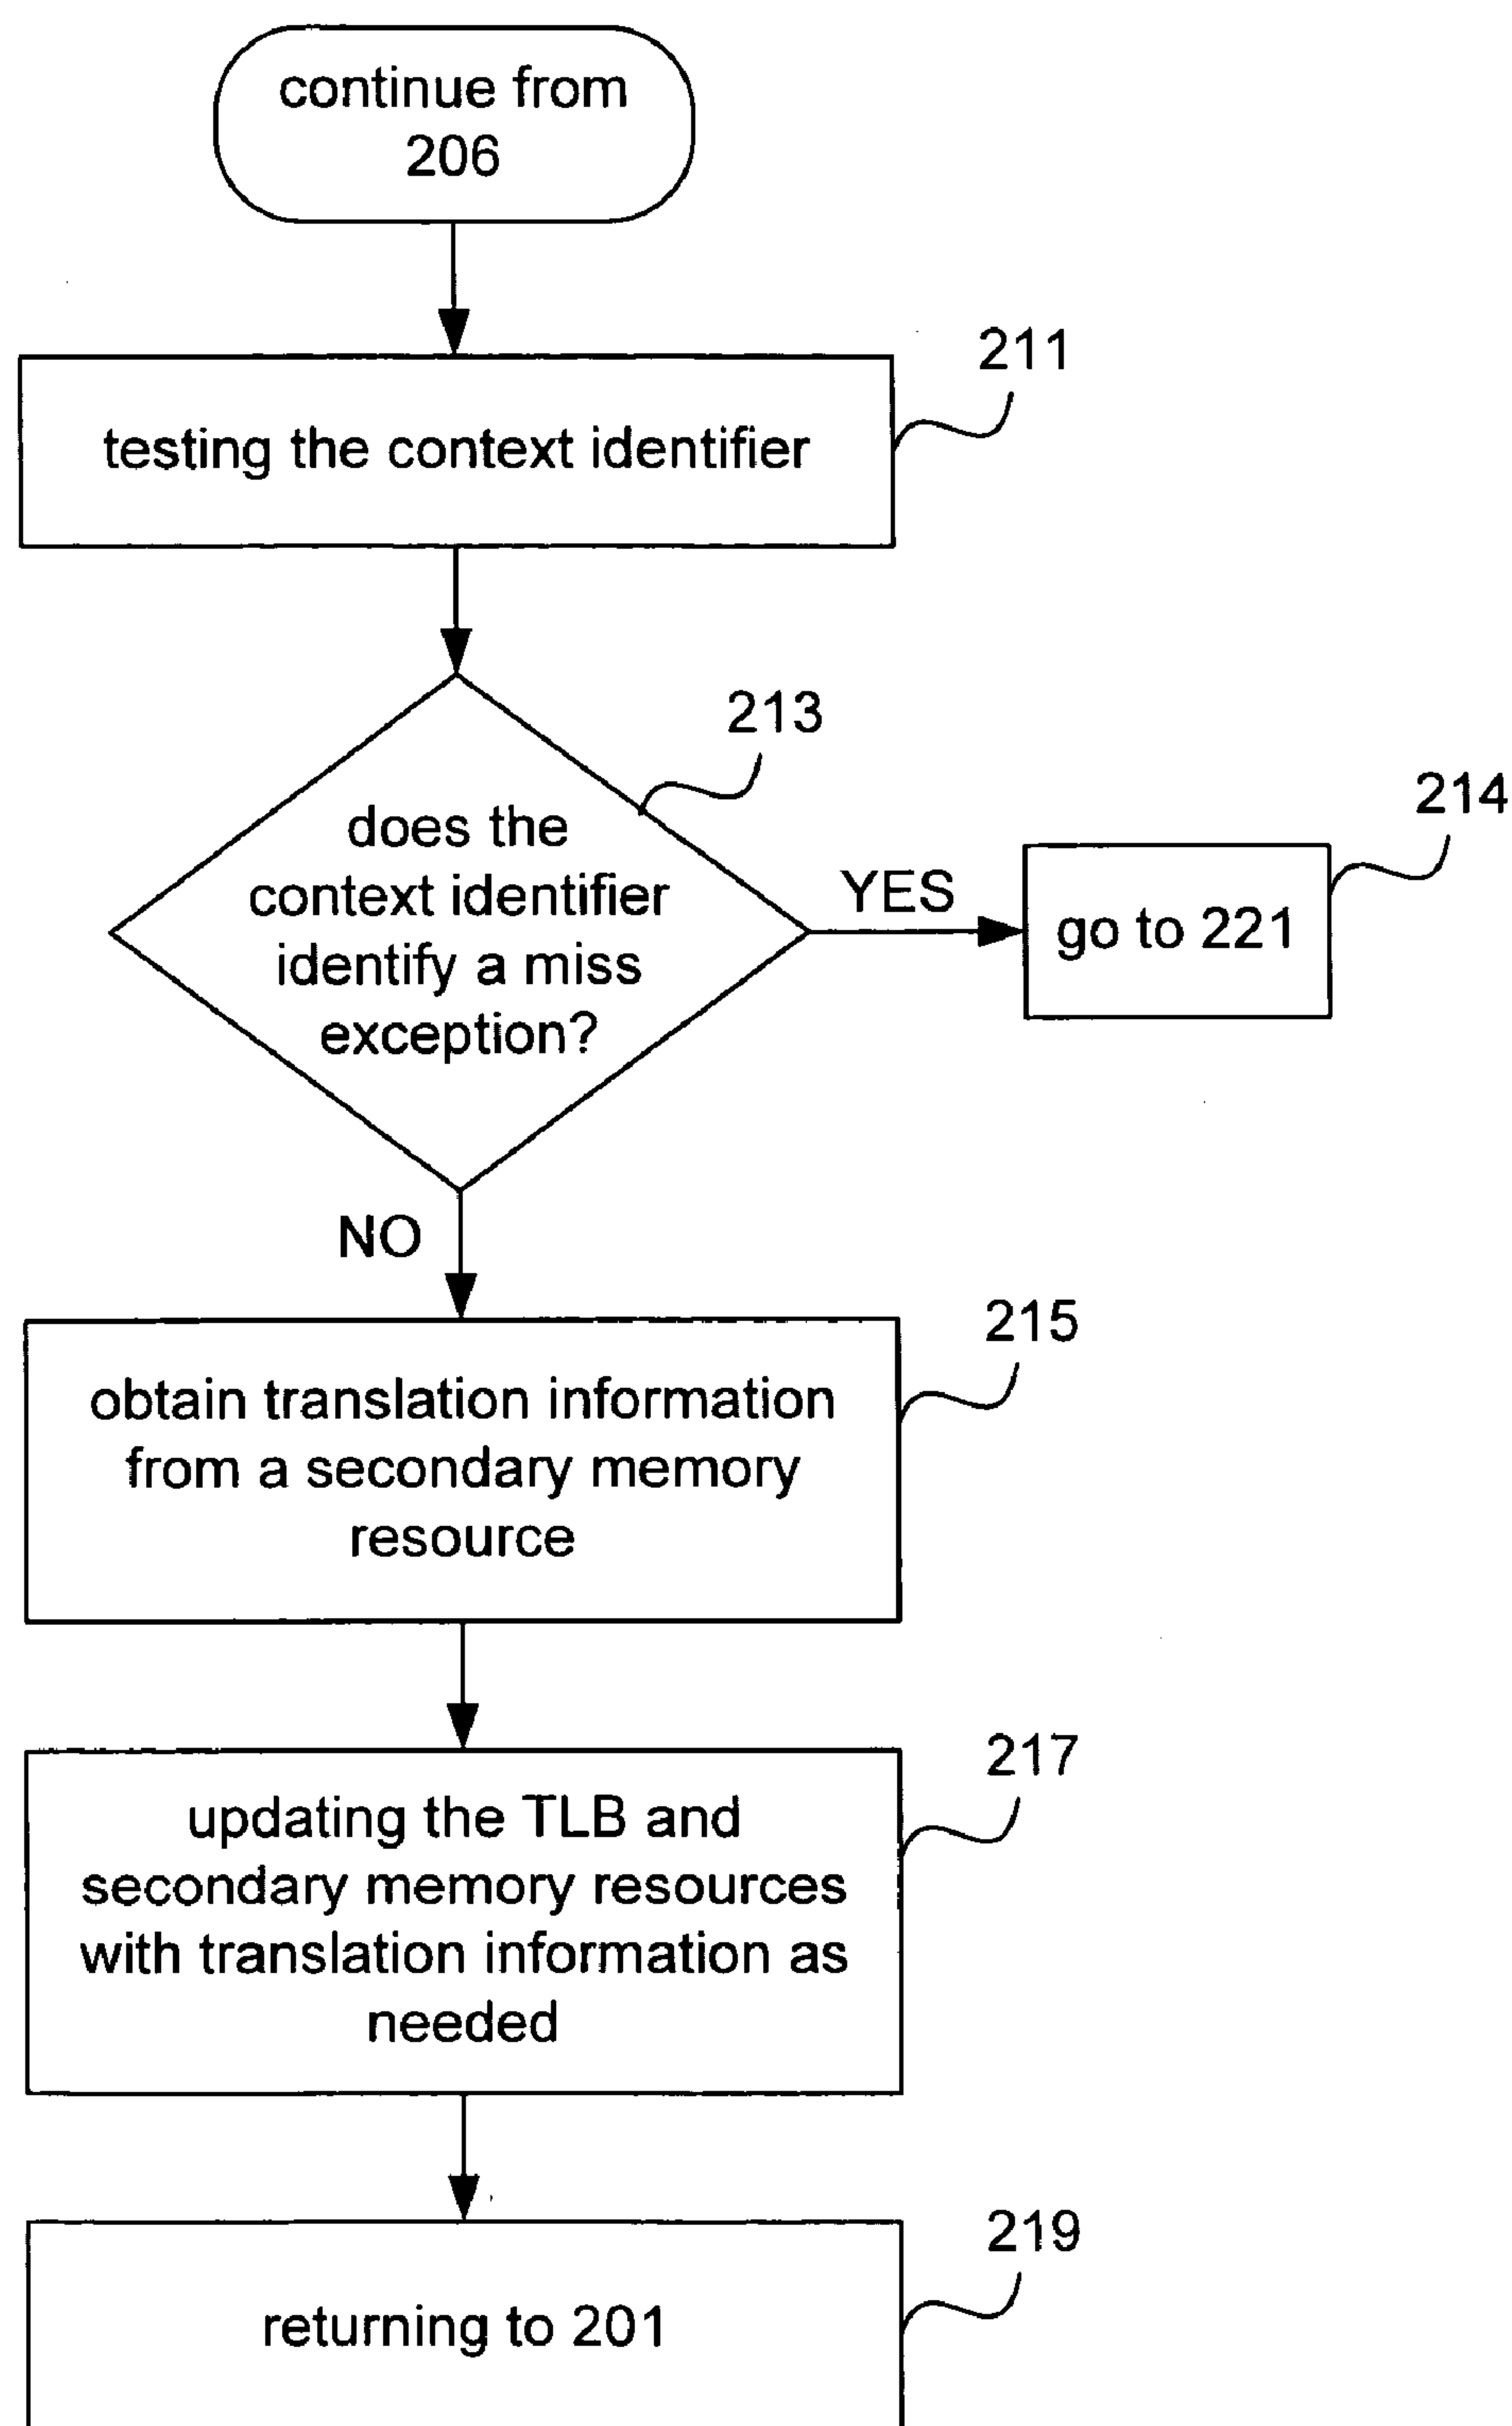 continue from
206
211
testing the context identifier
213
does the
context identifier
identify a miss
exception?
YES
214
go to 221
NO
215
obtain translation information
from a secondary memory
resource
217
updating the TLB and
secondary memory resources
with translation information as
needed
219
returning to 201